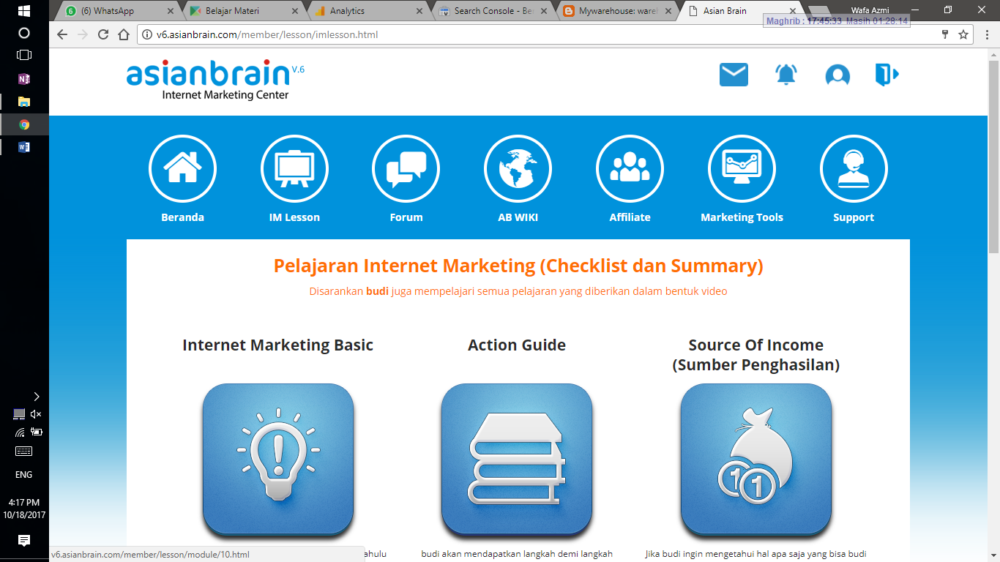 (6) WhatsApp
Belajar Materi
Analytics
Search Console - Be
Mywarehouse: wareh
Asian Brain
Wafa Azmi
Maghrib : 17:45:33 Masih 01:28:14
v6.asianbrain.com/member/lesson/imlesson.html
asianbrain V.6
Internet Marketing Center
Beranda
IM Lesson
Forum
AB WIKI
Affiliate
Marketing Tools
Support
Pelajaran Internet Marketing (Checklist dan Summary)
Disarankan budi juga mempelajari semua pelajaran yang diberikan dalam bentuk video
Internet Marketing Basic
Action Guide
Source Of Income
(Sumber Penghasilan)
1 1
ahulu
budi akan mendapatkan langkah demi langkah
Jika budi ingin mengetahui hal apa saja yang bisa budi
v6.asianbrain.com/member/lesson/module/10.html
ENG
4:17 PM
10/18/2017